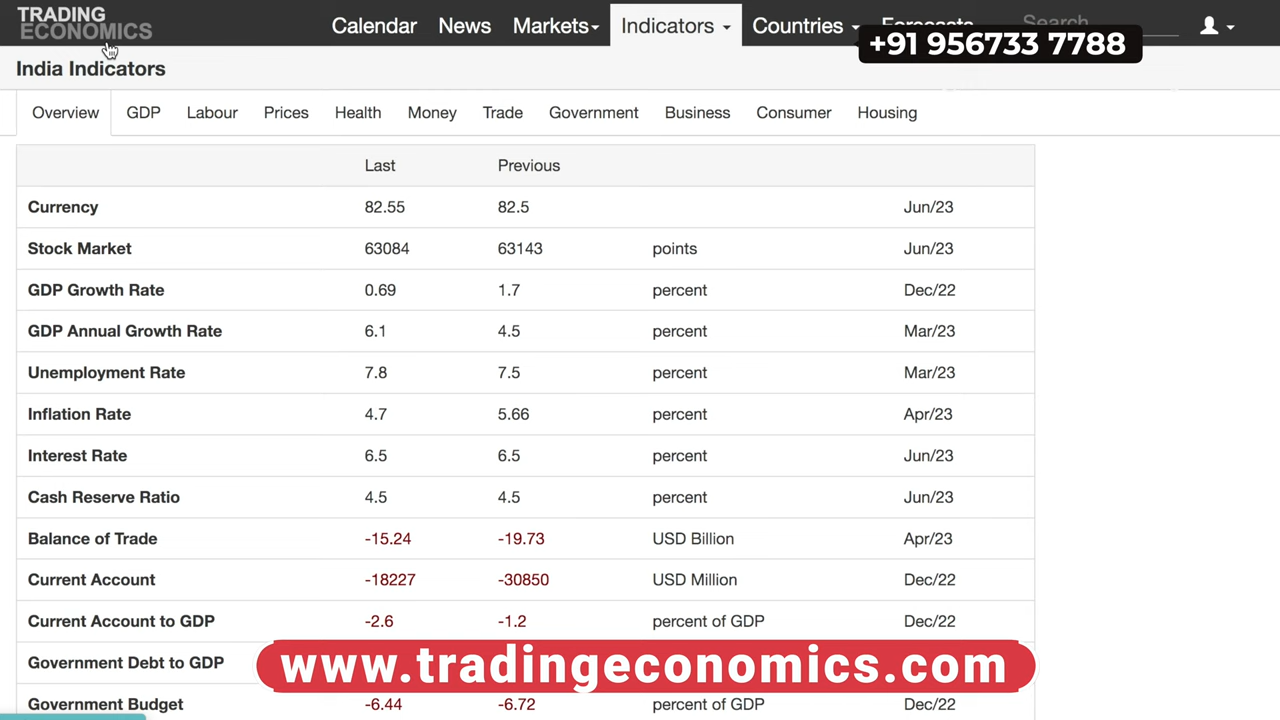 TRADING
ECONOMICS
Calendar News Markets Indicators Countries Forecasts Search
+91 956733 7788
India Indicators
Overview GDP Labour Prices Health Money Trade Government Business Consumer Housing
Last Previous
Currency 82.55 82.5 Jun/23
Stock Market 63084 63143 points Jun/23
GDP Growth Rate 0.69 1.7 percent Dec/22
GDP Annual Growth Rate 6.1 4.5 percent Mar/23
Unemployment Rate 7.8 7.5 percent Mar/23
Inflation Rate 4.7 5.66 percent Apr/23
Interest Rate 6.5 6.5 percent Jun/23
Cash Reserve Ratio 4.5 4.5 percent Jun/23
Balance of Trade -15.24 -19.73 USD Billion Apr/23
Current Account -18227 -30850 USD Million Dec/22
Current Account to GDP -2.6 -1.2 percent of GDP Dec/22
Government Debt to GDP
www.tradingeconomics.com
Government Budget -6.44 -6.72 percent of GDP Dec/22